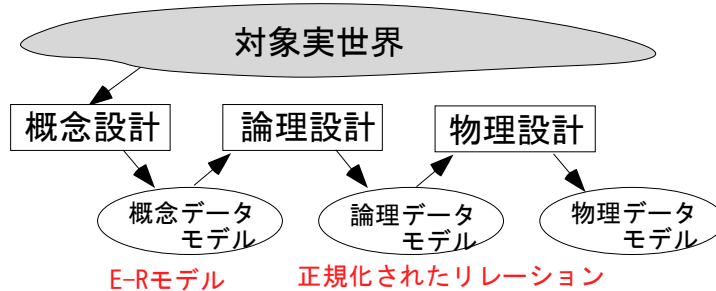 対象実世界
概念設計
論理設計
物理設計
概念データ
モデル
論理データ
モデル
物理データ
モデル
E-Rモデル
正規化されたリレーション